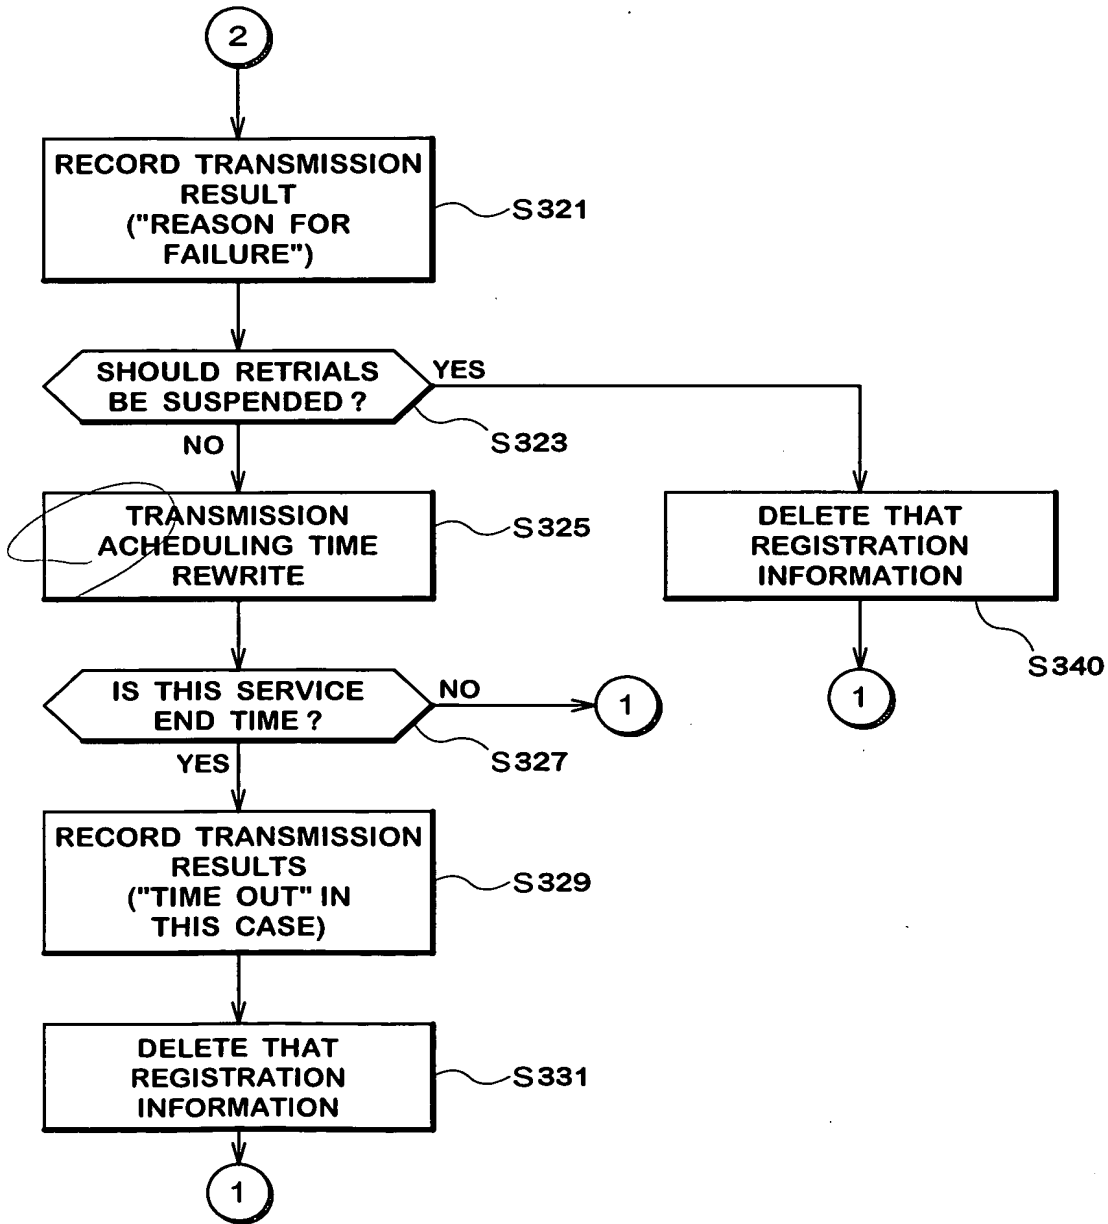 2
RECORD TRANSMISSION
RESULT
("REASON FOR
FAILURE")
S321
SHOULD RETRIALS
BE SUSPENDED ?
YES
S323
NO
TRANSMISSION
ACHEDULING TIME
REWRITE
S325
DELETE THAT
REGISTRATION
INFORMATION
S340
1
IS THIS SERVICE
END TIME ?
NO
1
S327
YES
RECORD TRANSMISSION
RESULTS
("TIME OUT" IN
THIS CASE)
S329
DELETE THAT
REGISTRATION
INFORMATION
S331
1